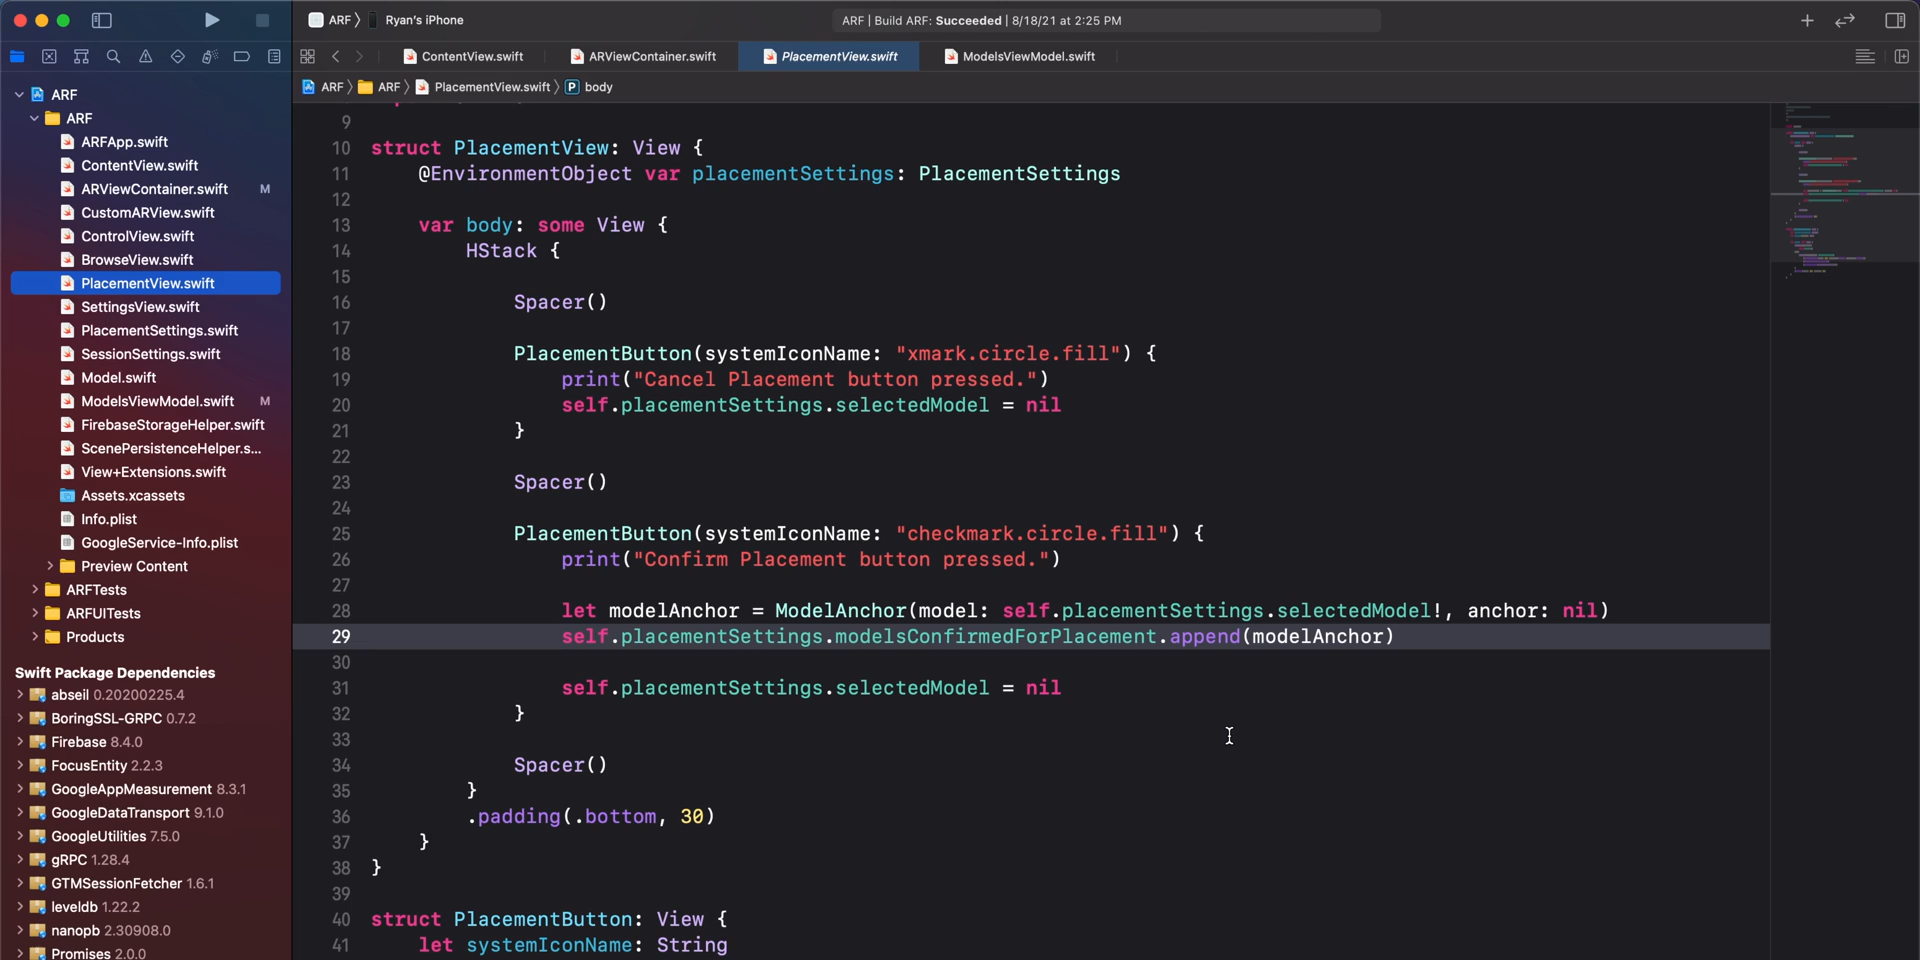 ARF
Ryan's iPhone
ARF | Build ARF: Succeeded | 8/18/21 at 2:25 PM
ContentView.swift
ARViewContainer.swift
PlacementView.swift
ModelsViewModel.swift
ARF
ARF
PlacementView.swift
P body
ARF
ARF
ARFApp.swift
ContentView.swift
ARViewContainer.swift M
CustomARView.swift
ControlView.swift
BrowseView.swift
PlacementView.swift
SettingsView.swift
PlacementSettings.swift
SessionSettings.swift
Model.swift
ModelsViewModel.swift M
FirebaseStorageHelper.swift
ScenePersistenceHelper.s...
View+Extensions.swift
Assets.xcassets
Info.plist
GoogleService-Info.plist
Preview Content
ARFTests
ARFUITests
Products
Swift Package Dependencies
abseil 0.20200225.4
BoringSSL-GRPC 0.7.2
Firebase 8.4.0
FocusEntity 2.2.3
GoogleAppMeasurement 8.3.1
GoogleDataTransport 9.1.0
GoogleUtilities 7.5.0
gRPC 1.28.4
GTMSessionFetcher 1.6.1
leveldb 1.22.2
nanopb 2.30908.0
Promises 2.0.0
9
10 struct PlacementView: View {
11 @EnvironmentObject var placementSettings: PlacementSettings
12
13 var body: some View {
14 HStack {
15
16 Spacer()
17
18 PlacementButton(systemIconName: "xmark.circle.fill") {
19 print("Cancel Placement button pressed.")
20 self.placementSettings.selectedModel = nil
21 }
22
23 Spacer()
24
25 PlacementButton(systemIconName: "checkmark.circle.fill") {
26 print("Confirm Placement button pressed.")
27
28 let modelAnchor = ModelAnchor(model: self.placementSettings.selectedModel!, anchor: nil)
29 self.placementSettings.modelsConfirmedForPlacement.append(modelAnchor)
30
31 self.placementSettings.selectedModel = nil
32 }
33
34 Spacer()
35 }
36 .padding(.bottom, 30)
37 }
38 }
39
40 struct PlacementButton: View {
41 let systemIconName: String